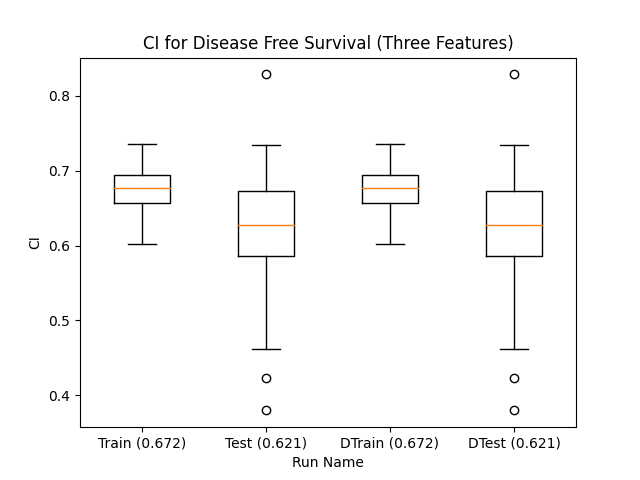 CI for Disease Free Survival (Three Features)
0.8
0.7
0.6
0.5
0.4
CI
Train (0.672) Test (0.621) DTrain (0.672) DTest (0.621)
Run Name